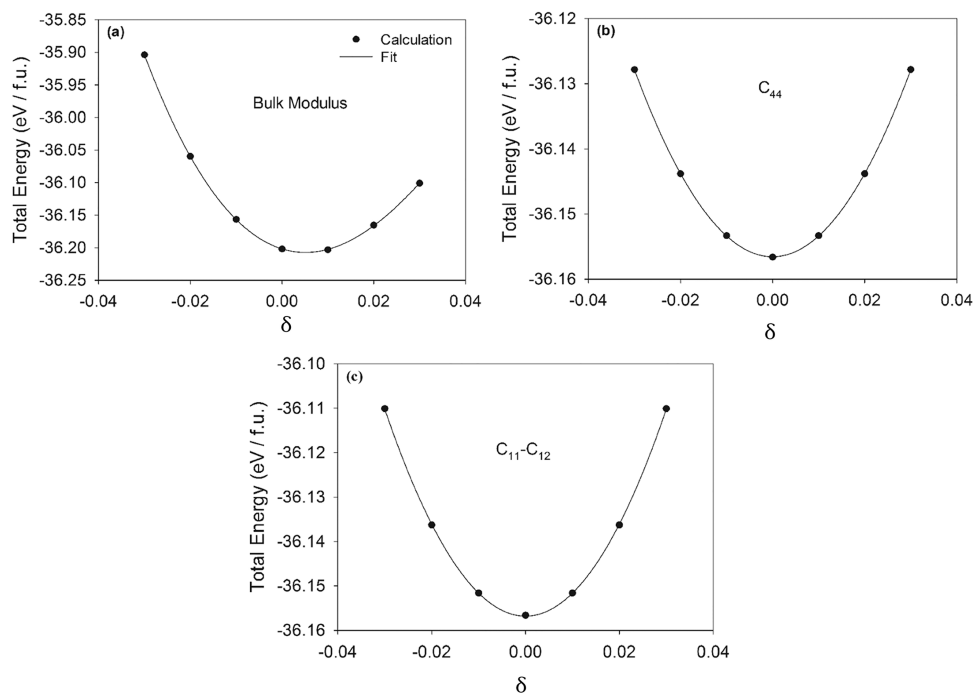 (a)
Calculation
Fit
Bulk Modulus
Total Energy (eV / f.u.)
-35.85
-35.90
-35.95
-36.00
-36.05
-36.10
-36.15
-36.20
-36.25
-0.04 -0.02 0.00 0.02 0.04
δ
(b)
C44
Total Energy (eV / f.u.)
-36.12
-36.13
-36.14
-36.15
-36.16
-0.04 -0.02 0.00 0.02 0.04
δ
(c)
C11-C12
Total Energy (eV / f.u.)
-36.10
-36.11
-36.12
-36.13
-36.14
-36.15
-36.16
-0.04 -0.02 0.00 0.02 0.04
δ